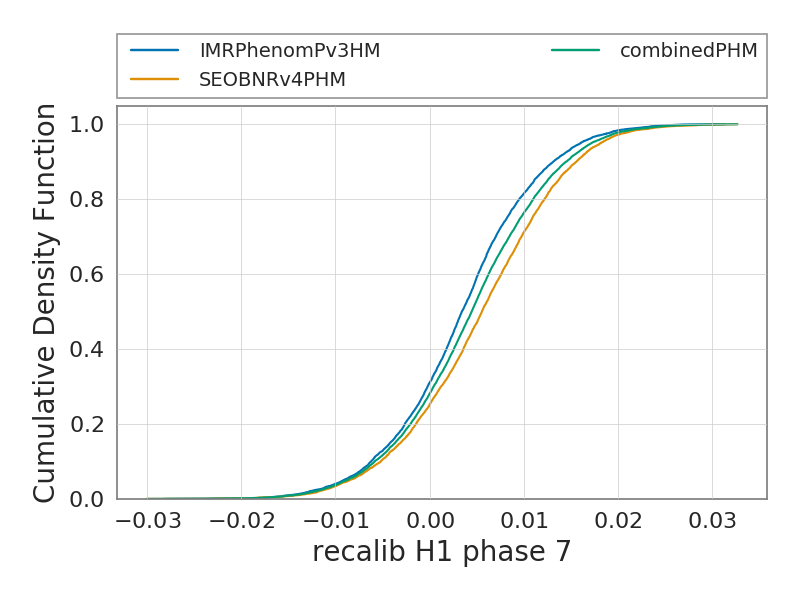 IMRPhenomPv3HM
SEOBNRv4PHM
combinedPHM
Cumulative Density Function
1.0
0.8
0.6
0.4
0.2
0.0
−0.03 −0.02 −0.01 0.00 0.01 0.02 0.03
recalib H1 phase 7